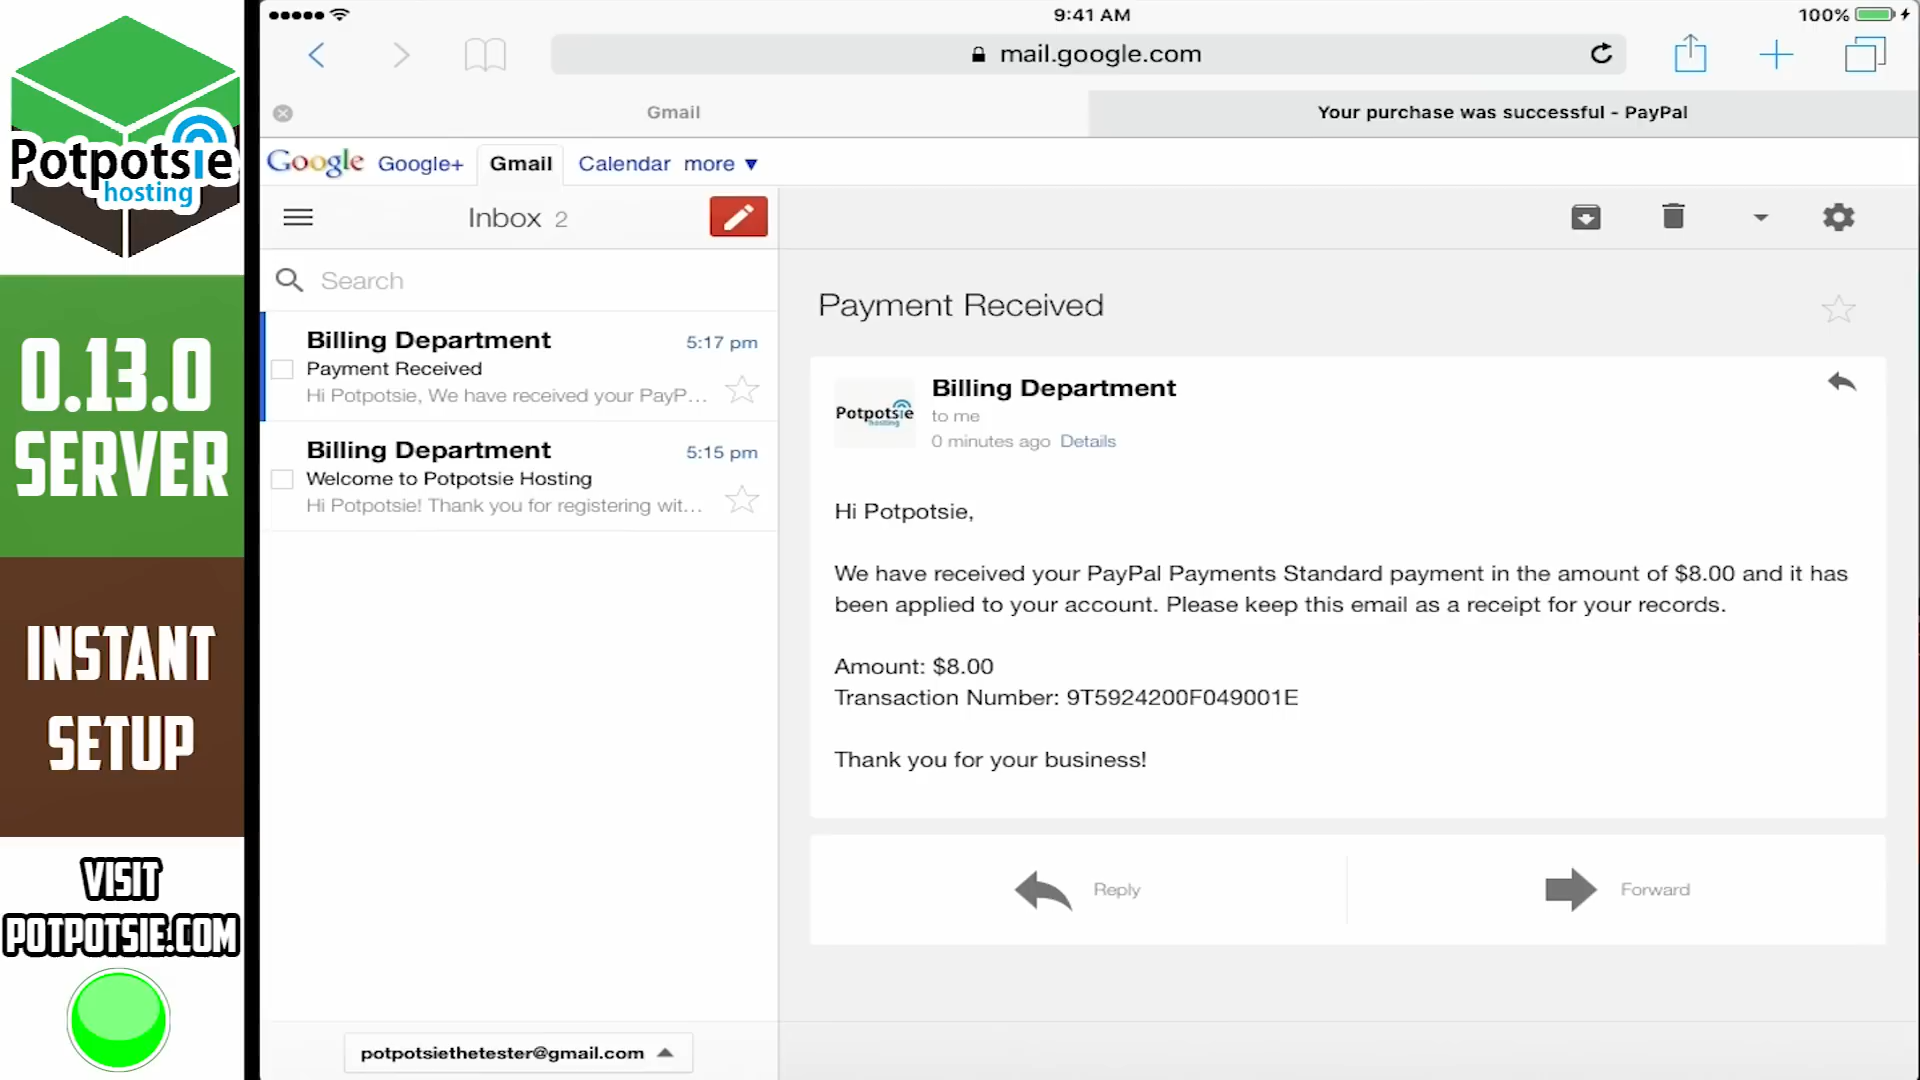 Potpotsie
hosting
0.13.0
SERVER
INSTANT
SETUP
VISIT
POTPOTSIE.COM
9:41 AM
100%
mail.google.com
Gmail
Your purchase was successful - PayPal
Google Google+ Gmail Calendar more ▼
Inbox 2
Search
Billing Department 5:17 pm
Payment Received
Hi Potpotsie, We have received your PayP...
Billing Department 5:15 pm
Welcome to Potpotsie Hosting
Hi Potpotsie! Thank you for registering wit...
potpotsiethetester@gmail.com
Payment Received
Potpotsie
hosting
Billing Department
to me
0 minutes ago Details
Hi Potpotsie,
We have received your PayPal Payments Standard payment in the amount of $8.00 and it has
been applied to your account. Please keep this email as a receipt for your records.
Amount: $8.00
Transaction Number: 9T5924200F049001E
Thank you for your business!
Reply
Forward